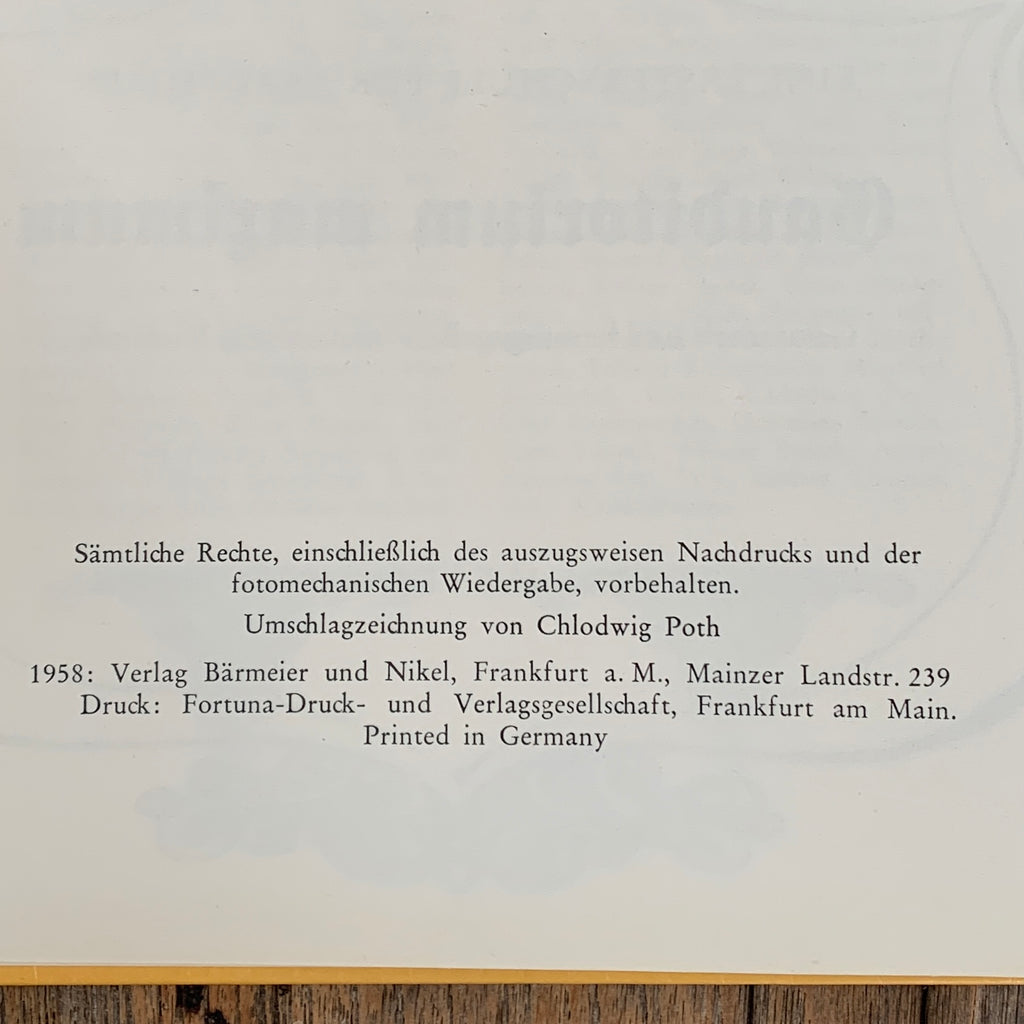 Sämtliche Rechte, einschließlich des auszugsweisen Nachdrucks und der
fotomechanischen Wiedergabe, vorbehalten.
Umschlagzeichnung von Chlodwig Poth
1958: Verlag Bärmeier und Nikel, Frankfurt a. M., Mainzer Landstr. 239
Druck: Fortuna-Druck- und Verlagsgesellschaft, Frankfurt am Main.
Printed in Germany